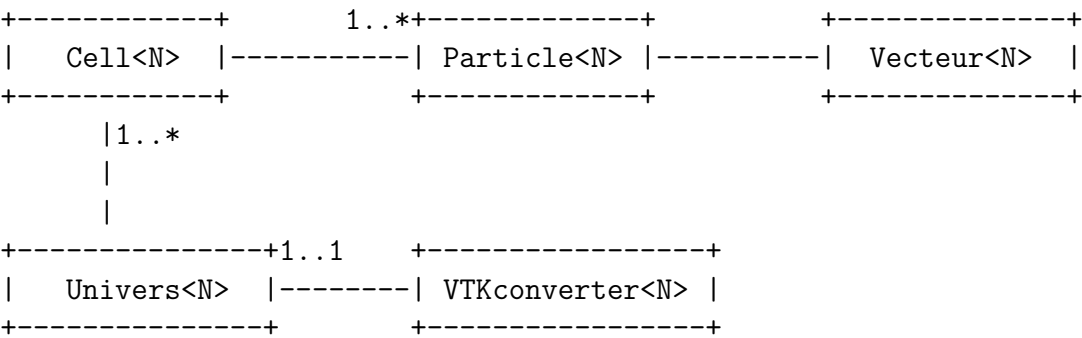 +------------+        1..*+-------------+          +--------------+
|   Cell<N>  |-----------| Particle<N> |----------|  Vecteur<N>  |
+------------+            +-------------+          +--------------+
      |1..*
      |
      |
+---------------+1..1    +-----------------+
|   Univers<N>  |--------| VTKconverter<N> |
+---------------+        +-----------------+